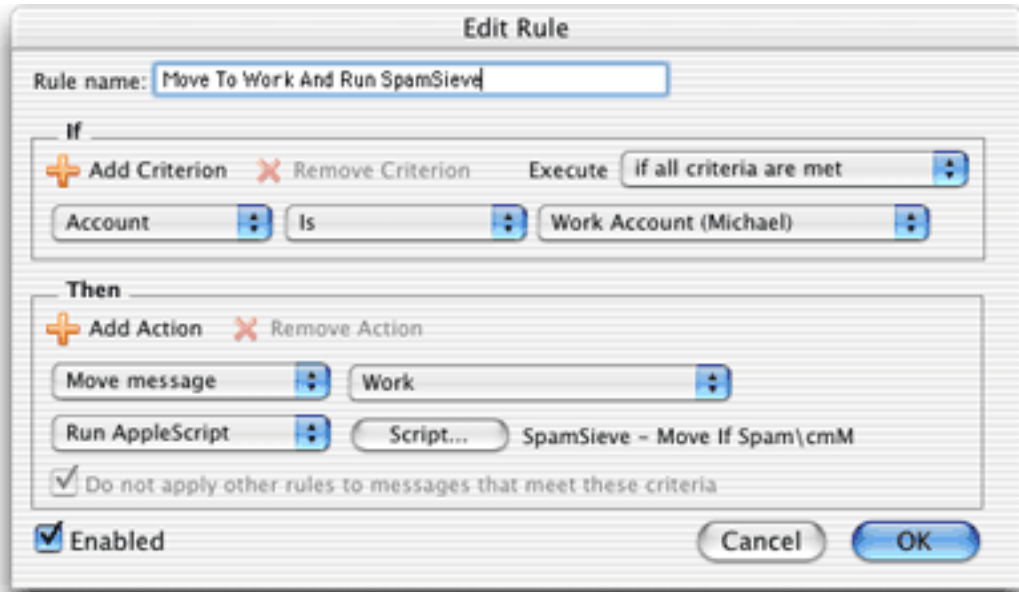 Edit Rule
Rule name: Move To Work And Run SpamSieve
If
Add Criterion Remove Criterion Execute if all criteria are met
Account Is Work Account (Michael)
Then
Add Action Remove Action
Move message Work
Run AppleScript Script... SpamSieve - Move If Spam\cmM
Do not apply other rules to messages that meet these criteria
Enabled Cancel OK